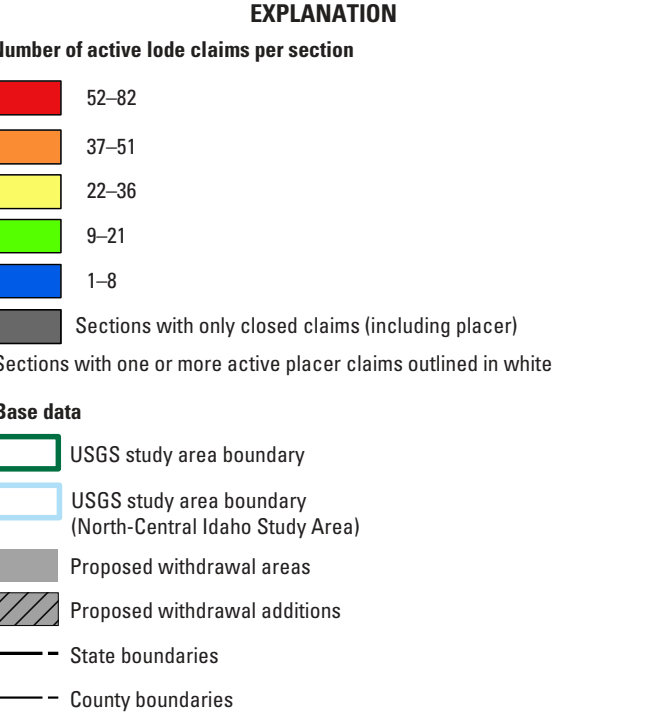 EXPLANATION
Number of active lode claims per section
52–82
37–51
22–36
9–21
1–8
Sections with only closed claims (including placer)
Sections with one or more active placer claims outlined in white
Base data
USGS study area boundary
USGS study area boundary
(North-Central Idaho Study Area)
Proposed withdrawal areas
Proposed withdrawal additions
State boundaries
County boundaries